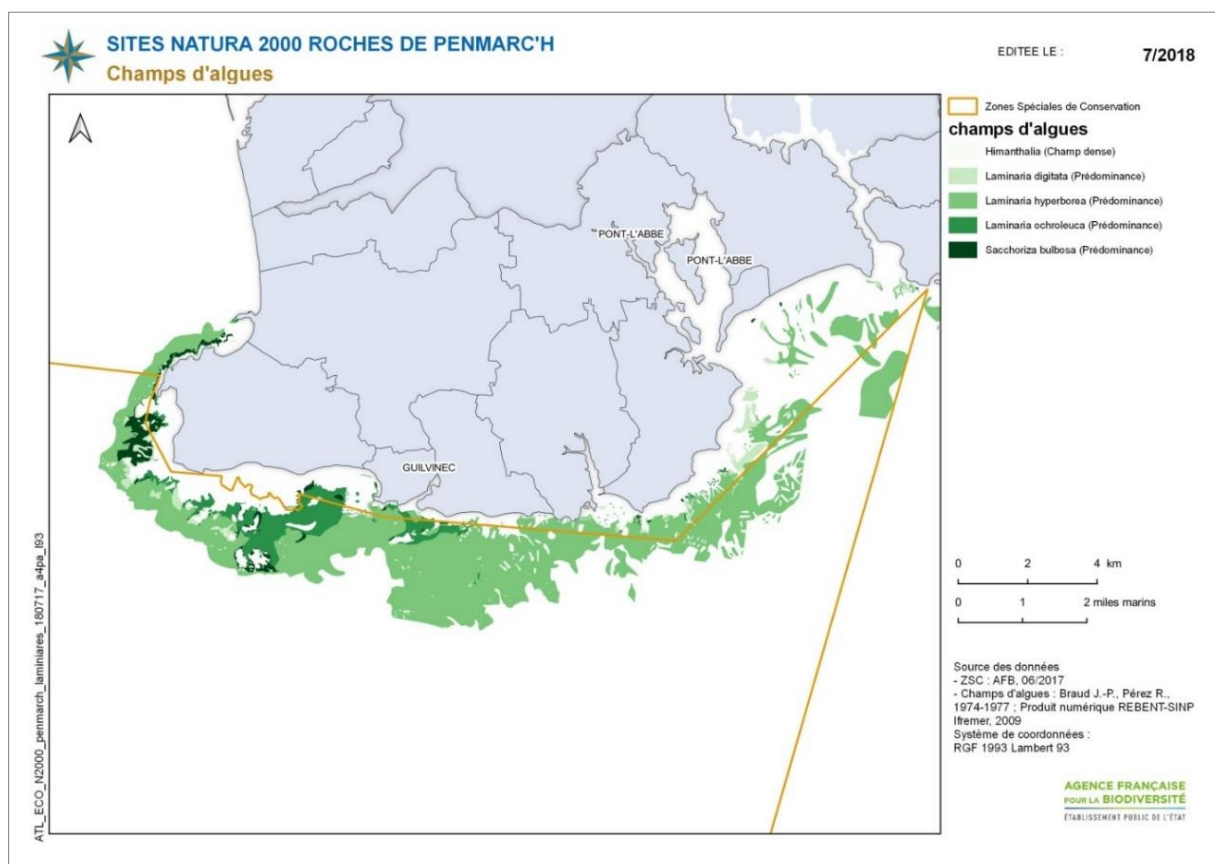 SITES NATURA 2000 ROCHES DE PENMARC'H
Champs d'algues
EDITEE LE :
7/2018
PONT-L'ABBE
PONT-L'ABBE
GUILVINEC
Zones Spéciales de Conservation
champs d'algues
Himanthalia (Champ dense)
Laminaria digitata (Prédominance)
Laminaria hyperborea (Prédominance)
Laminaria ochroleuca (Prédominance)
Sacchoriza bulbosa (Prédominance)
0 2 4 km
0 1 2 miles marins
Source des données
- ZSC : AFB, 06/2017
- Champs d'algues : Braud J.-P., Pérez R.,
1974-1977 ; Produit numérique REBENT-SINP
Ifremer, 2009
Système de coordonnées :
RGF 1993 Lambert 93
AGENCE FRANÇAISE
POUR LA BIODIVERSITÉ
ÉTABLISSEMENT PUBLIC DE L'ÉTAT
ATL_ECO_N2000_penmarch_laminiares_180717_a4pa_l93